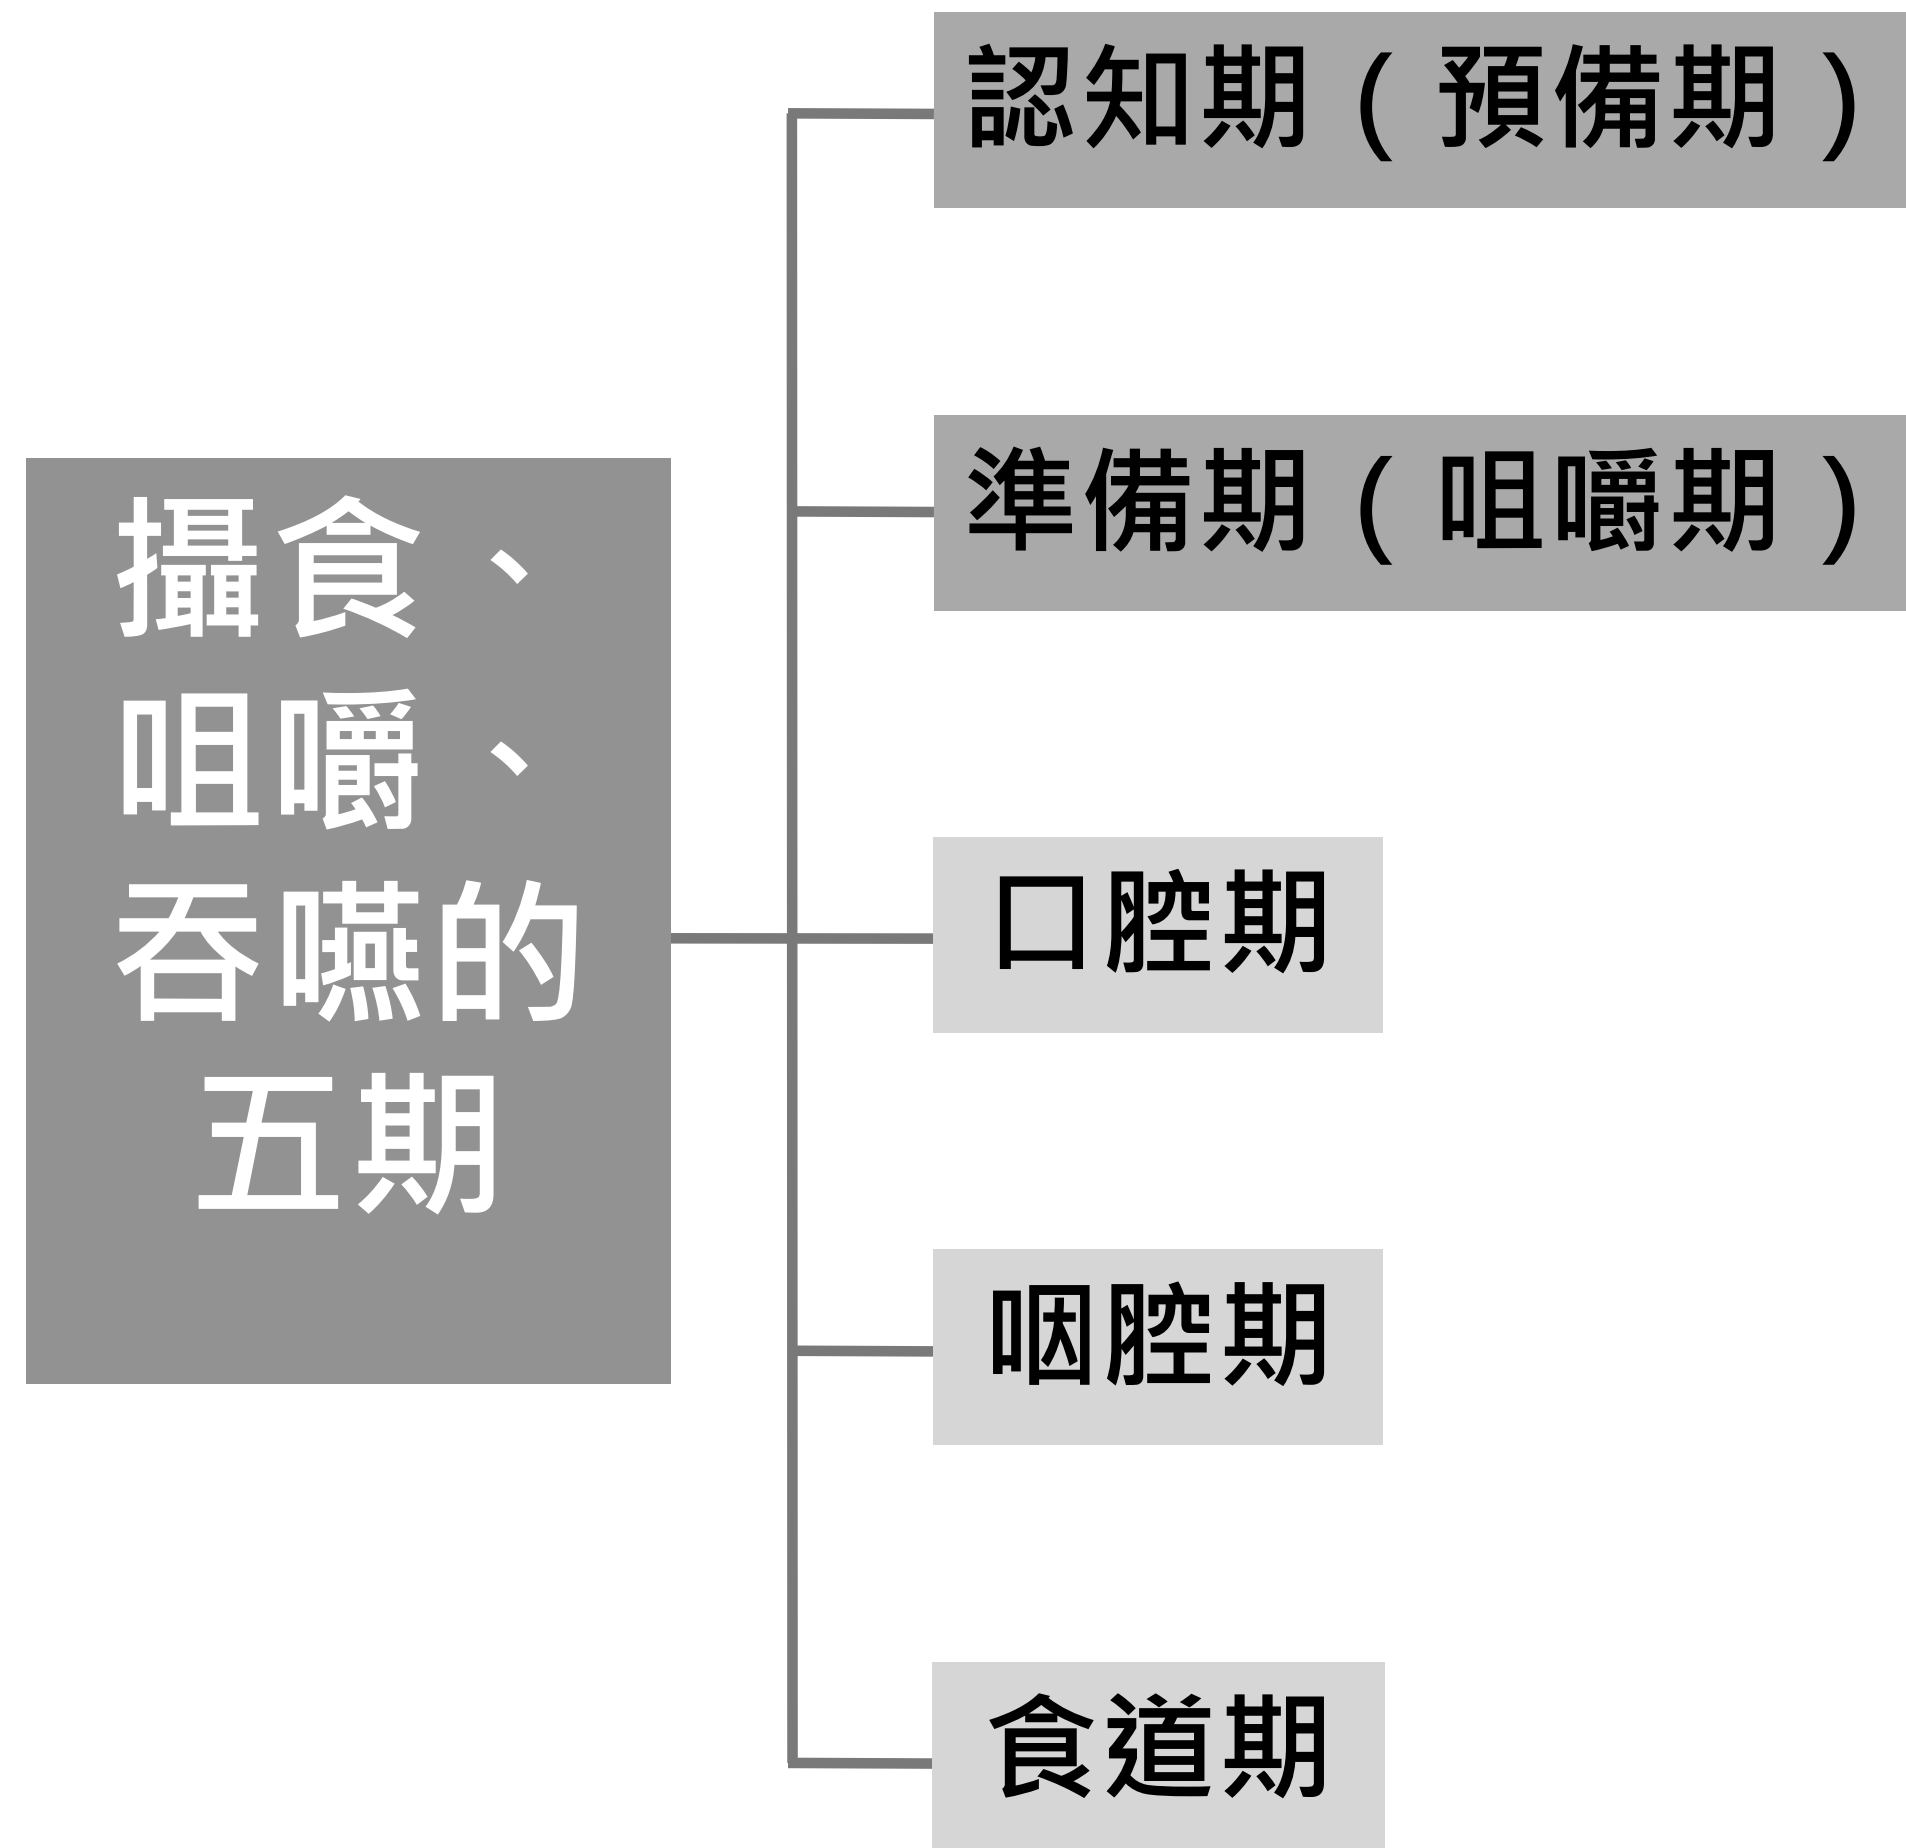 攝食、
咀嚼、
吞嚥的
五期
認知期(預備期)
準備期(咀嚼期)
口腔期
咽腔期
食道期